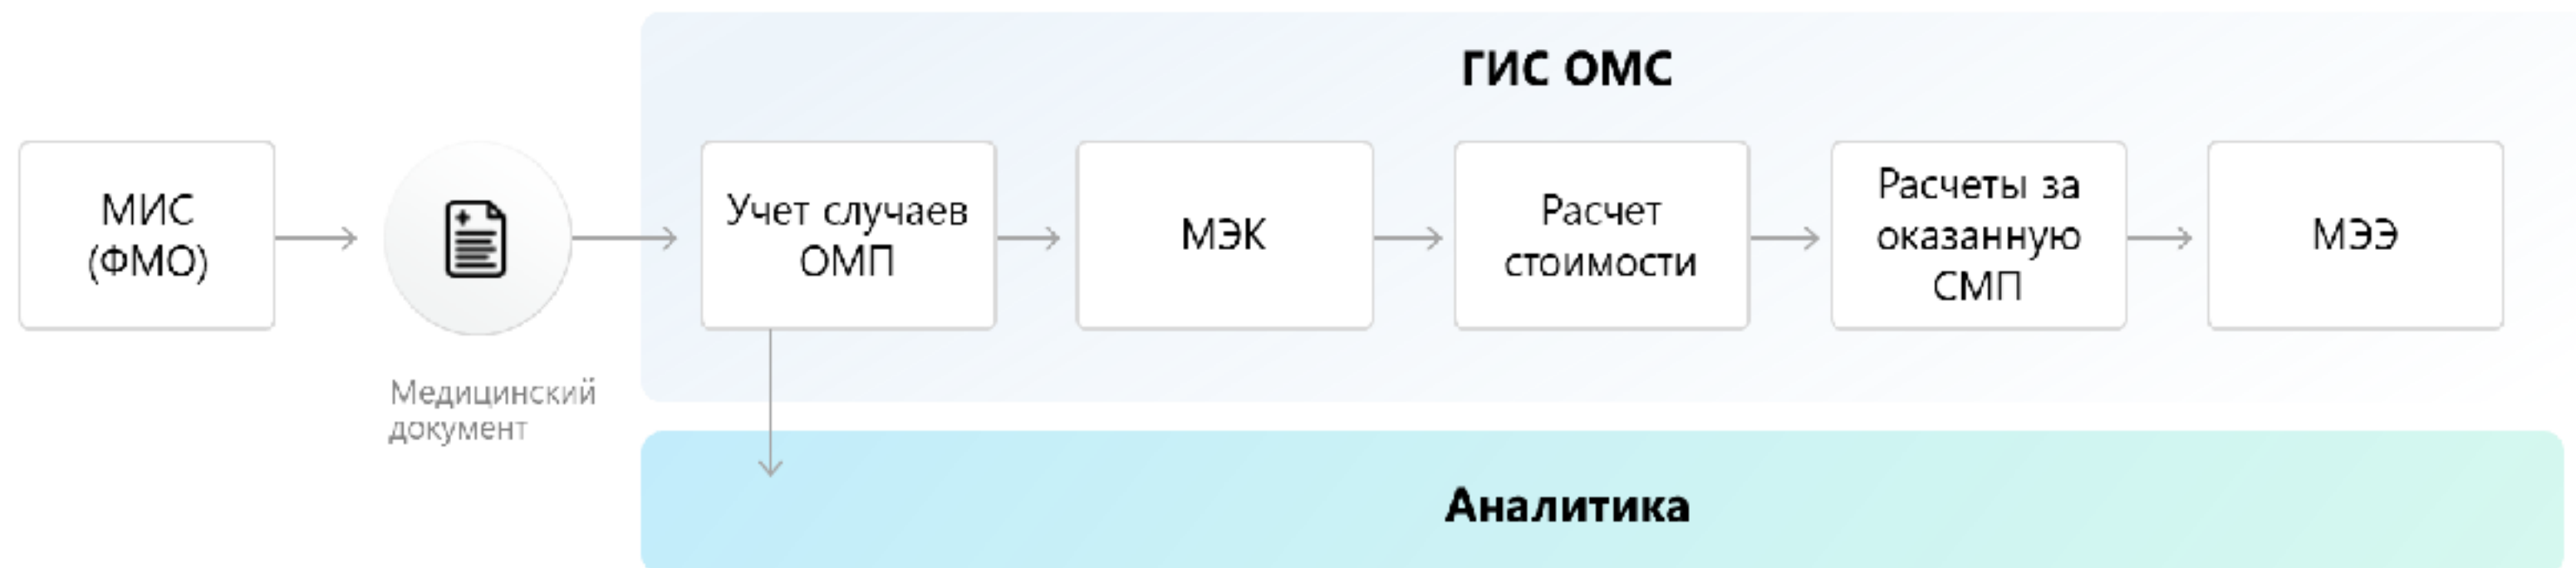 ГИС ОМС
МИС
(ФМО)
Медицинский
документ
Учет случаев
ОМП
МЭК
Расчет
стоимости
Расчеты за
оказанную
СМП
МЭЭ
Аналитика